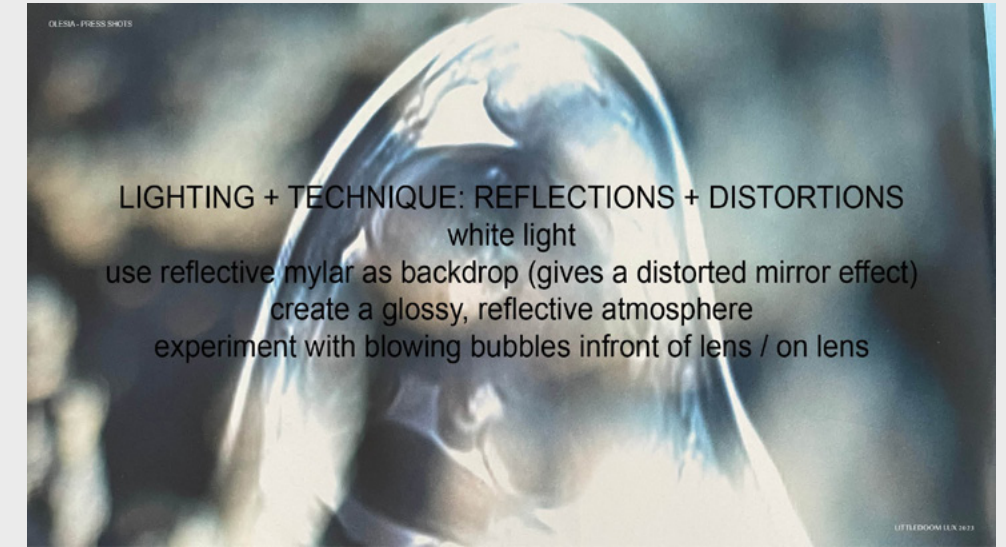 OLESIA - PRESS SHOTS
LIGHTING + TECHNIQUE: REFLECTIONS + DISTORTIONS
white light
use reflective mylar as backdrop (gives a distorted mirror effect)
create a glossy, reflective atmosphere
experiment with blowing bubbles infront of lens / on lens
LITTLEDOOM LUX 2023